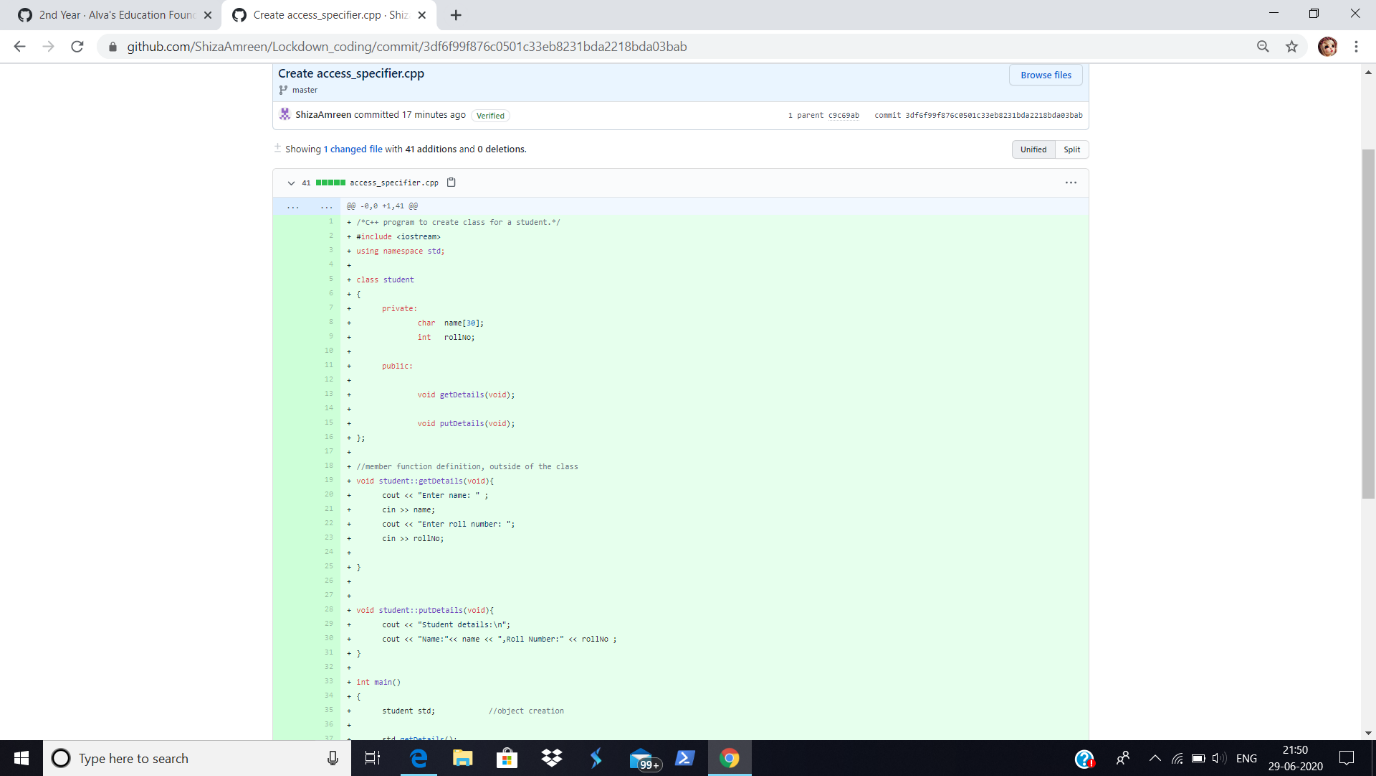 2nd Year · Alva's Education Foun
Create access_specifier.cpp · Shiz
github.com/ShizaAmreen/Lockdown_coding/commit/3df6f99f876c0501c33eb8231bda2218bda03bab
Create access_specifier.cpp
Browse files
master
ShizaAmreen committed 17 minutes ago Verified
1 parent c9c69ab commit 3df6f99f876c0501c33eb8231bda2218bda03bab
Showing 1 changed file with 41 additions and 0 deletions.
Unified Split
41 access_specifier.cpp
... ... @@ -0,0 +1,41 @@
1 + /*C++ program to create class for a student.*/
2 + #include <iostream>
3 + using namespace std;
4 +
5 + class student
6 + {
7 + private:
8 + char name[30];
9 + int rollNo;
10 +
11 + public:
12 +
13 + void getDetails(void);
14 +
15 + void putDetails(void);
16 + };
17 +
18 + //member function definition, outside of the class
19 + void student::getDetails(void){
20 + cout << "Enter name: " ;
21 + cin >> name;
22 + cout << "Enter roll number: ";
23 + cin >> rollNo;
24 +
25 + }
26 +
27 +
28 + void student::putDetails(void){
29 + cout << "Student details:\n";
30 + cout << "Name:"<< name << ",Roll Number:" << rollNo ;
31 + }
32 +
33 + int main()
34 + {
35 + student std; //object creation
36 +
37 std.getDetails();
Type here to search
99+
ENG
21:50
29-06-2020